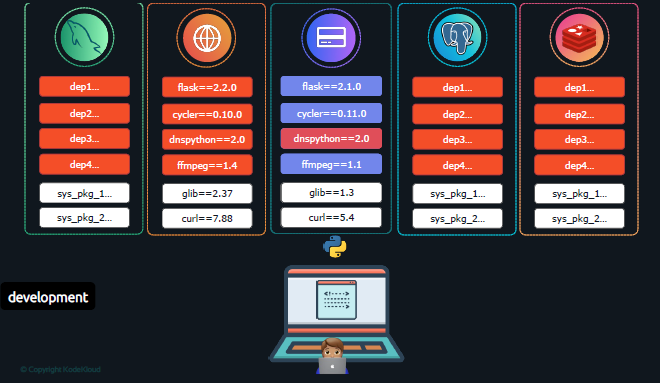 dep1...
dep2...
dep3...
dep4...
sys_pkg_1...
sys_pkg_2...
flask==2.2.0
cycler==0.10.0
dnspython==2.0
ffmpeg==1.4
glib==2.37
curl==7.88
flask==2.1.0
cycler==0.11.0
dnspython==2.0
ffmpeg==1.1
glib==1.3
curl==5.4
dep1...
dep2...
dep3...
dep4...
sys_pkg_1...
sys_pkg_2...
dep1...
dep2...
dep3...
dep4...
sys_pkg_1...
sys_pkg_2...
development
© Copyright KodeKloud